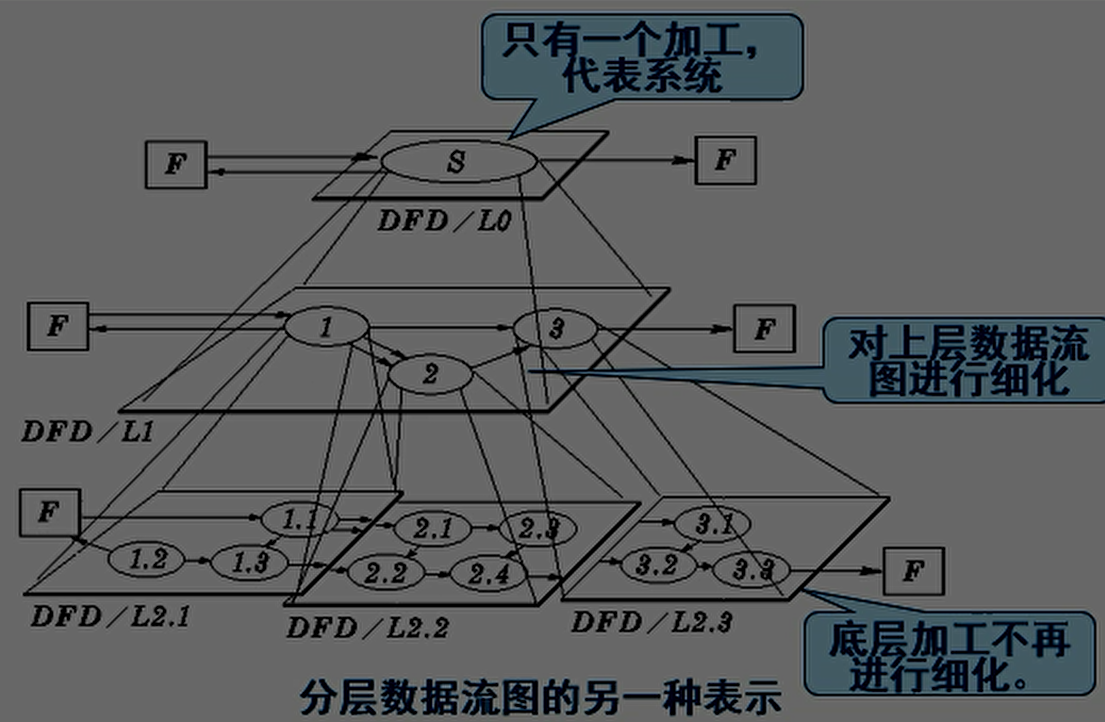 只有一个加工，
代表系统
F
S
F
DFD/L0
F
1
3
F
2
对上层数据流
图进行细化
DFD/L1
F
1.1
2.1
2.3
3.1
1.2
1.3
2.2
2.4
3.2
3.3
F
DFD/L2.1
DFD/L2.2
DFD/L2.3
底层加工不再
进行细化。
分层数据流图的另一种表示